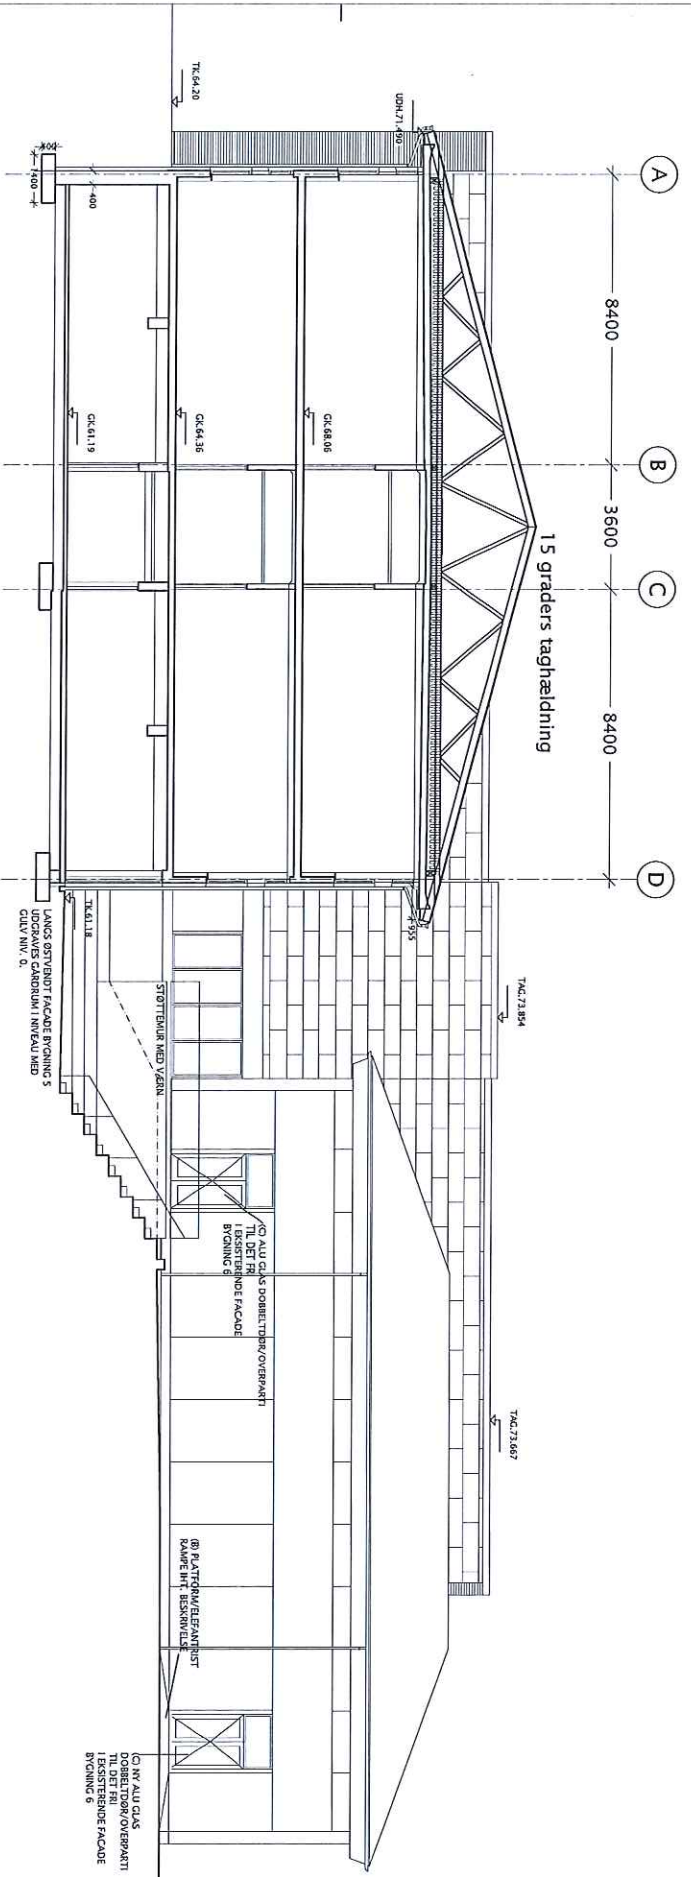 A
B
C
D
8400
3600
8400
15 graders taghældning
TK.64.20
UDH.71.490
400
1400
GK.61.19
GK.64.36
GK.68.06
955
TAG.73.854
TAG.73.667
TK.61.18
LANGS ØSTVENDT FACADE BYGNING 5
UDGRAVES GÅRDRUM I NIVEAU MED
GULV NIV. 0.
STØTTEMUR MED VÆRN
(C) ALU GLAS DOBBELTDØR/OVERPARTI
TIL DET FRI
I EKSISTERENDE FACADE
BYGNING 6
(B) PLATFORM/ELEFANTRIST
RAMPE IHT. BESKRIVELSE
(C) NY ALU GLAS
DOBBELTDØR/OVERPARTI
TIL DET FRI
I EKSISTERENDE FACADE
BYGNING 6